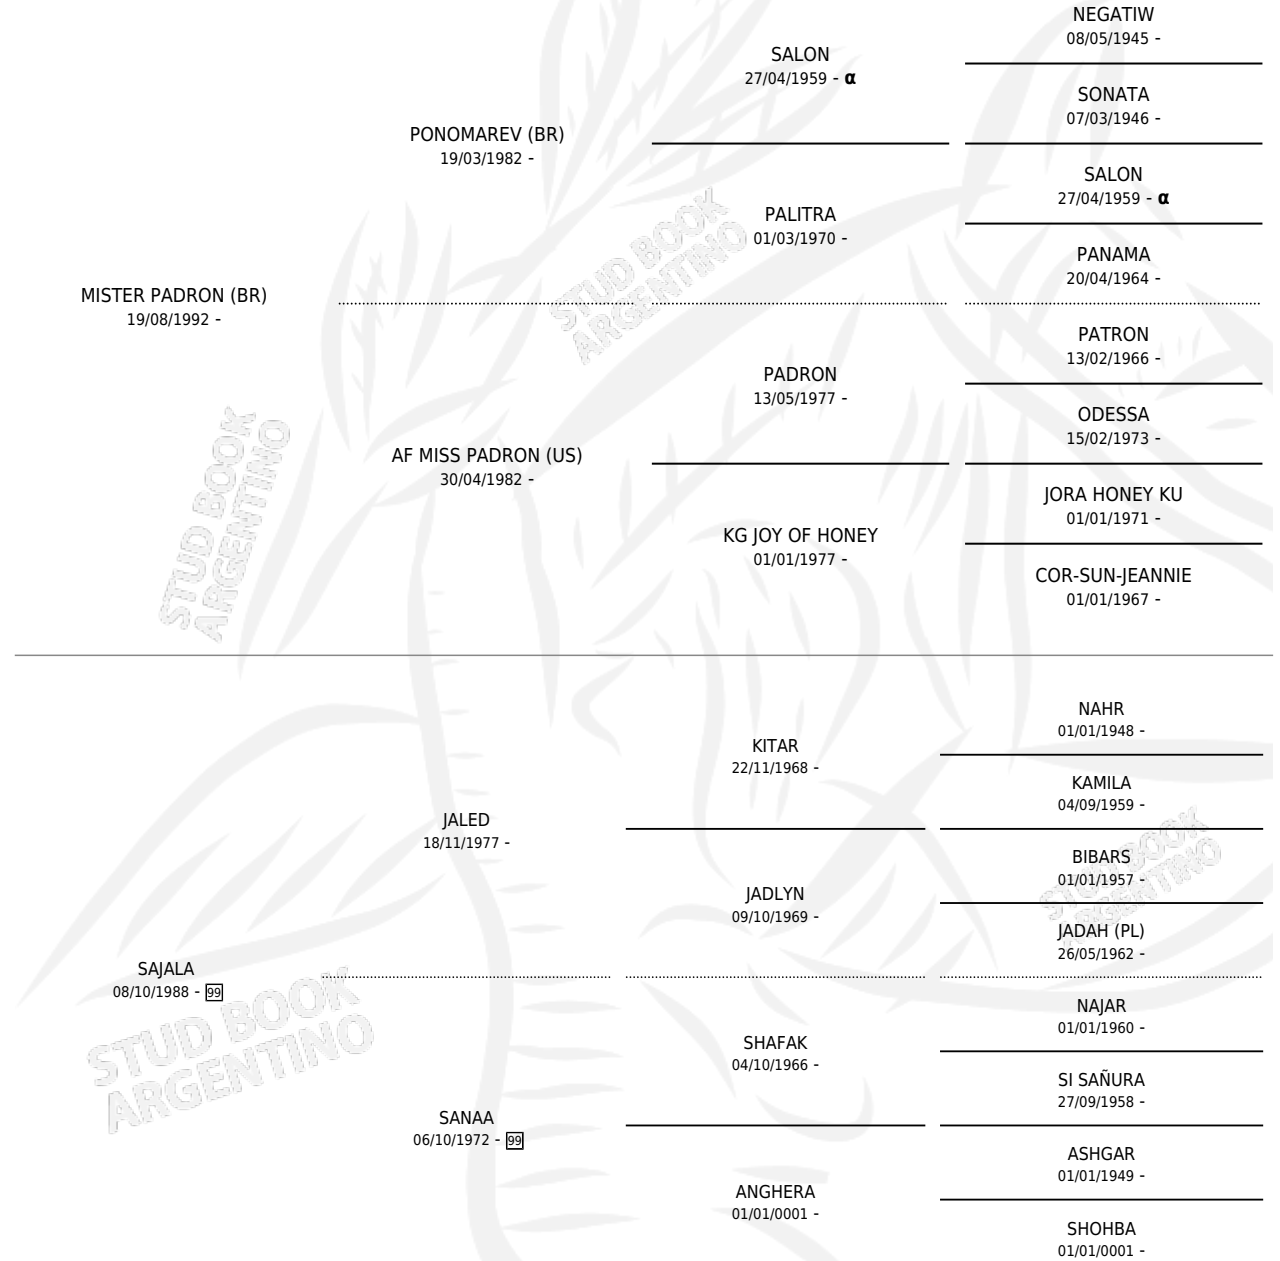 NEGATIW
08/05/1945 -
SALON
27/04/1959 - α
SONATA
07/03/1946 -
PONOMAREV (BR)
19/03/1982 -
SALON
27/04/1959 - α
PALITRA
01/03/1970 -
PANAMA
20/04/1964 -
MISTER PADRON (BR)
19/08/1992 -
PATRON
13/02/1966 -
PADRON
13/05/1977 -
ODESSA
15/02/1973 -
AF MISS PADRON (US)
30/04/1982 -
JORA HONEY KU
01/01/1971 -
KG JOY OF HONEY
01/01/1977 -
COR-SUN-JEANNIE
01/01/1967 -
STUD BOOK
ARGENTINO
STUD BOOK
ARGENTINO
NAHR
01/01/1948 -
KITAR
22/11/1968 -
KAMILA
04/09/1959 -
JALED
18/11/1977 -
BIBARS
01/01/1957 -
JADLYN
09/10/1969 -
JADAH (PL)
26/05/1962 -
SAJALA
08/10/1988 - 99
NAJAR
01/01/1960 -
SHAFAK
04/10/1966 -
SI SAÑURA
27/09/1958 -
SANAA
06/10/1972 - 99
ASHGAR
01/01/1949 -
ANGHERA
01/01/0001 -
SHOHBA
01/01/0001 -
STUD BOOK
ARGENTINO
STUD BOOK
ARGENTINO